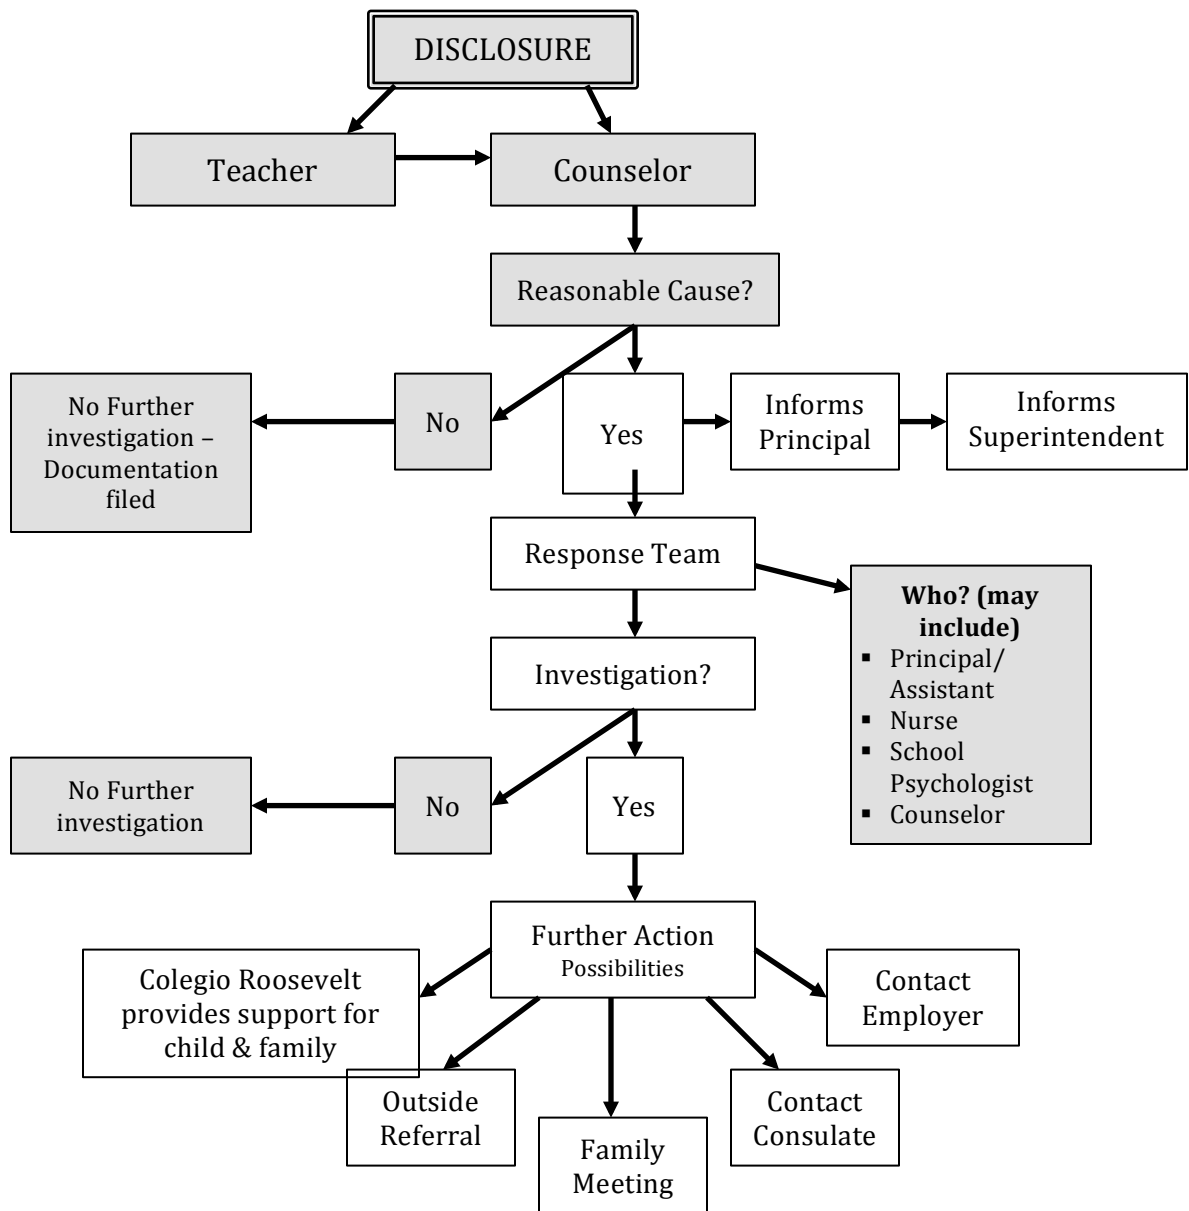 DISCLOSURE
Teacher
Counselor
Reasonable Cause?
No Further
investigation –
Documentation
filed
No
Yes
Informs
Principal
Informs
Superintendent
Response Team
Who? (may
include)
▪ Principal/
Assistant
▪ Nurse
▪ School
Psychologist
▪ Counselor
Investigation?
No Further
investigation
No
Yes
Further Action
Possibilities
Colegio Roosevelt
provides support for
child & family
Outside
Referral
Family
Meeting
Contact
Consulate
Contact
Employer